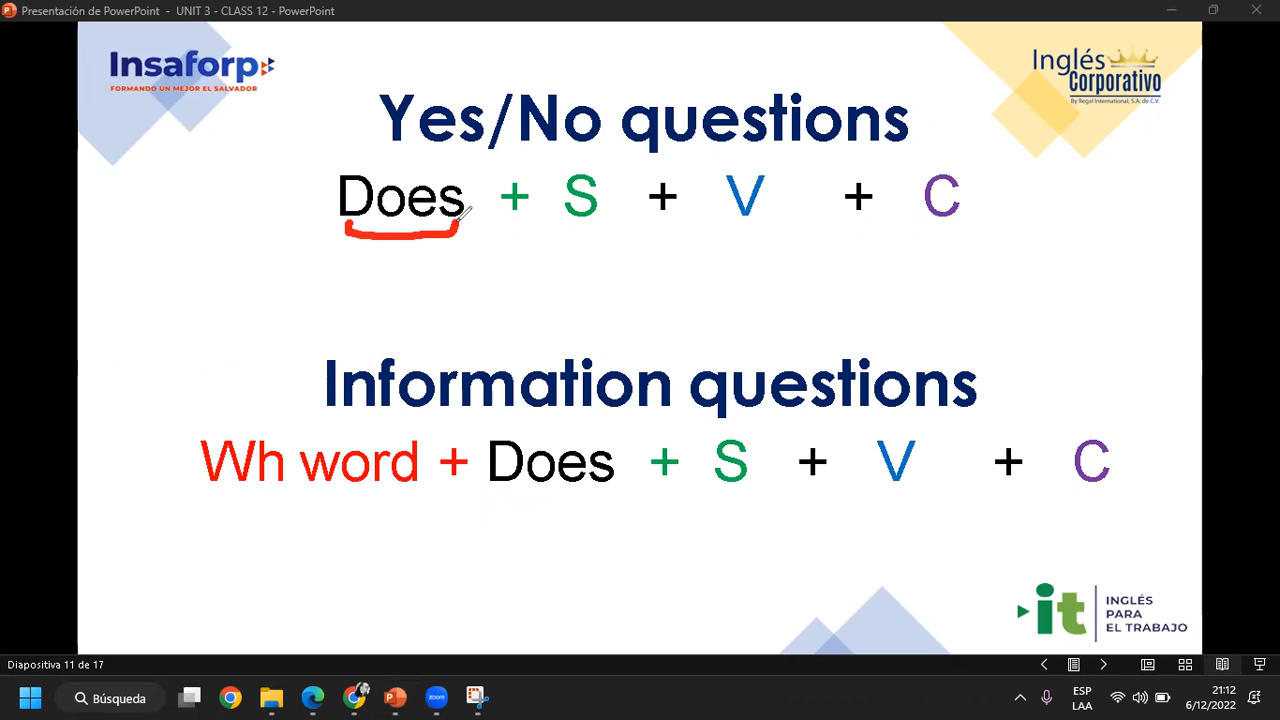 Presentación de PowerPoint - UNIT 3 - CLASS 12 - PowerPoint
Insaforp
FORMANDO UN MEJOR EL SALVADOR
Inglés
Corporativo
By Regal International, S.A. de C.V.
Yes/No questions
Does + S + V + C
Information questions
Wh word + Does + S + V + C
it
INGLÉS
PARA
EL TRABAJO
Diapositiva 11 de 17
Búsqueda
zoom
ESP
LAA
21:12
6/12/2022